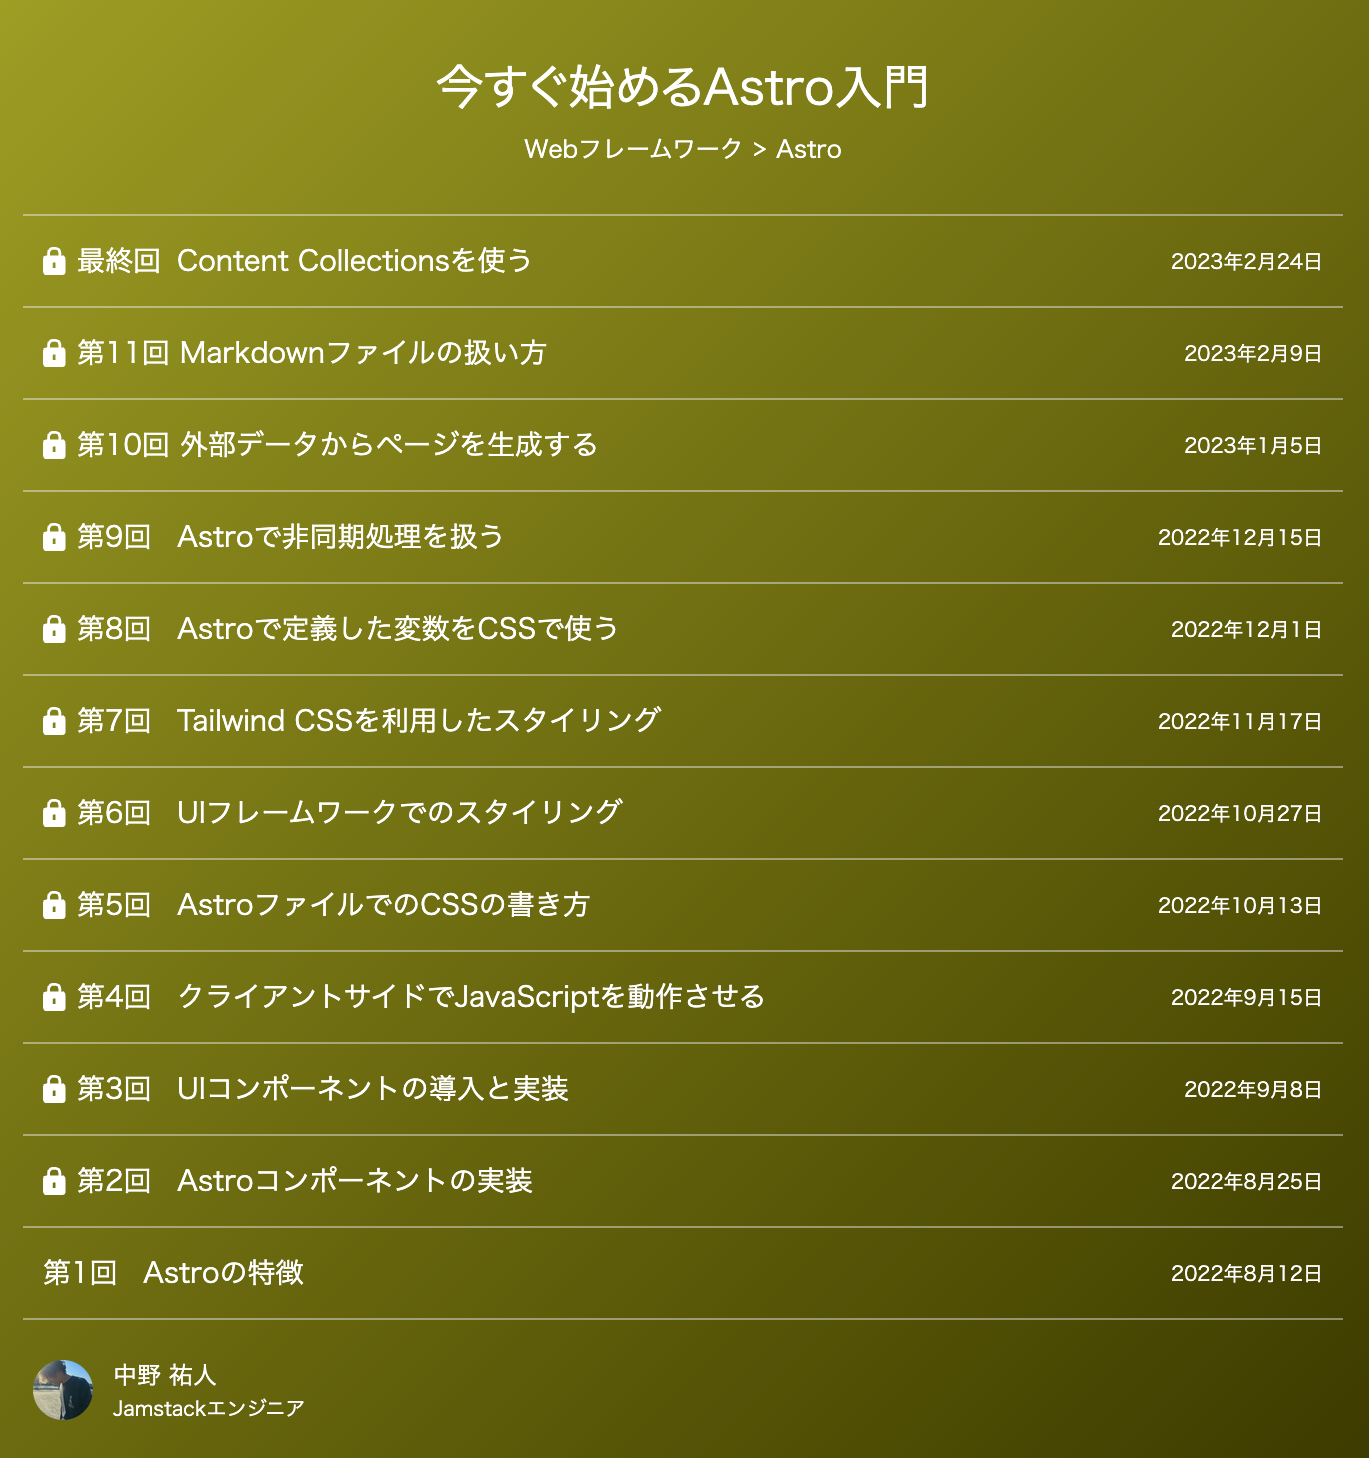 今すぐ始めるAstro入門
Webフレームワーク > Astro
最終回 Content Collectionsを使う 2023年2月24日
第11回 Markdownファイルの扱い方 2023年2月9日
第10回 外部データからページを生成する 2023年1月5日
第9回 Astroで非同期処理を扱う 2022年12月15日
第8回 Astroで定義した変数をCSSで使う 2022年12月1日
第7回 Tailwind CSSを利用したスタイリング 2022年11月17日
第6回 UIフレームワークでのスタイリング 2022年10月27日
第5回 AstroファイルでのCSSの書き方 2022年10月13日
第4回 クライアントサイドでJavaScriptを動作させる 2022年9月15日
第3回 UIコンポーネントの導入と実装 2022年9月8日
第2回 Astroコンポーネントの実装 2022年8月25日
第1回 Astroの特徴 2022年8月12日
中野 祐人
Jamstackエンジニア